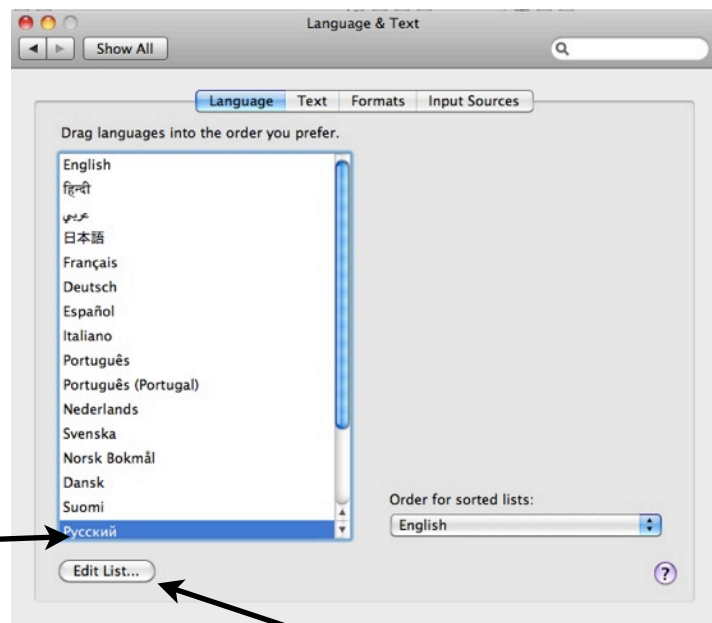 Language & Text
Show All
Language Text Formats Input Sources
Drag languages into the order you prefer.
English
हिन्दी
عربي
日本語
Français
Deutsch
Español
Italiano
Português
Português (Portugal)
Nederlands
Svenska
Norsk Bokmål
Dansk
Suomi
Русский
Order for sorted lists:
English
Edit List...
?